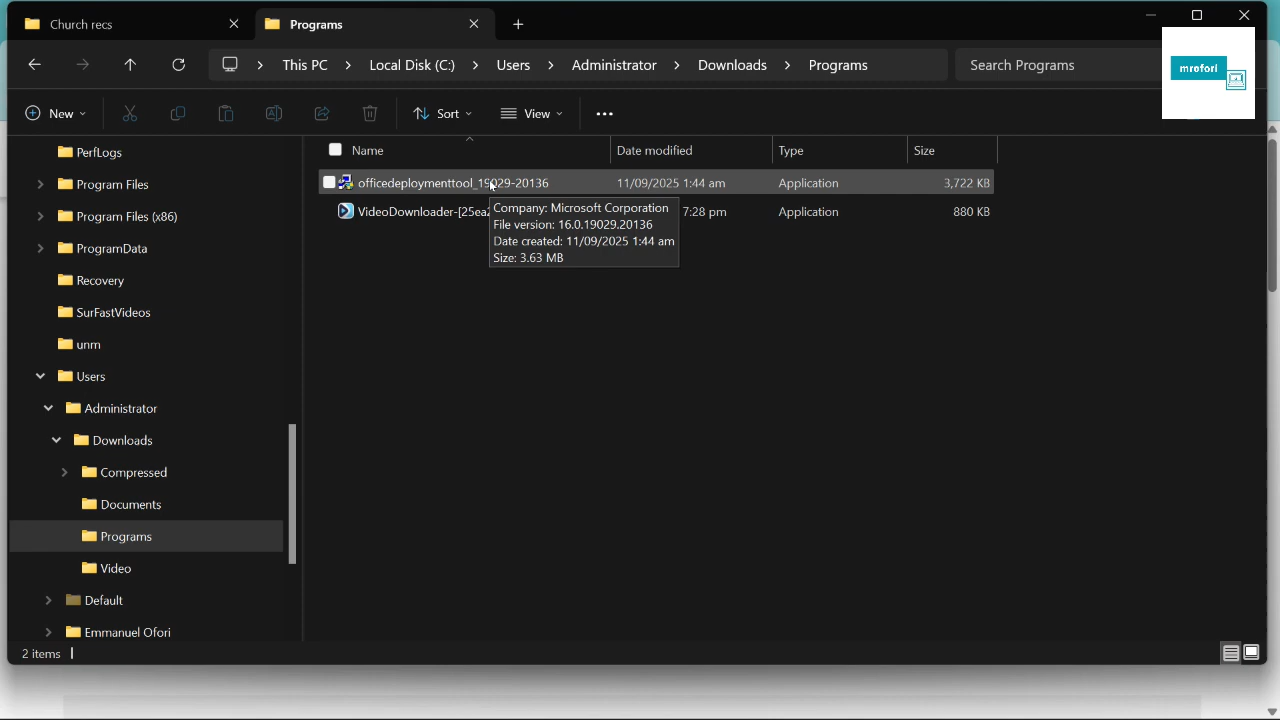 Church recs
Programs
mrofori
This PC > Local Disk (C:) > Users > Administrator > Downloads > Programs
Search Programs
New
Sort
View
Name
Date modified
Type
Size
officedeploymenttool_19029-20136
11/09/2025 1:44 am
Application
3,722 KB
VideoDownloader-[25ea
7:28 pm
Application
880 KB
Company: Microsoft Corporation
File version: 16.0.19029.20136
Date created: 11/09/2025 1:44 am
Size: 3.63 MB
PerfLogs
Program Files
Program Files (x86)
ProgramData
Recovery
SurFastVideos
unm
Users
Administrator
Downloads
Compressed
Documents
Programs
Video
Default
Emmanuel Ofori
2 items